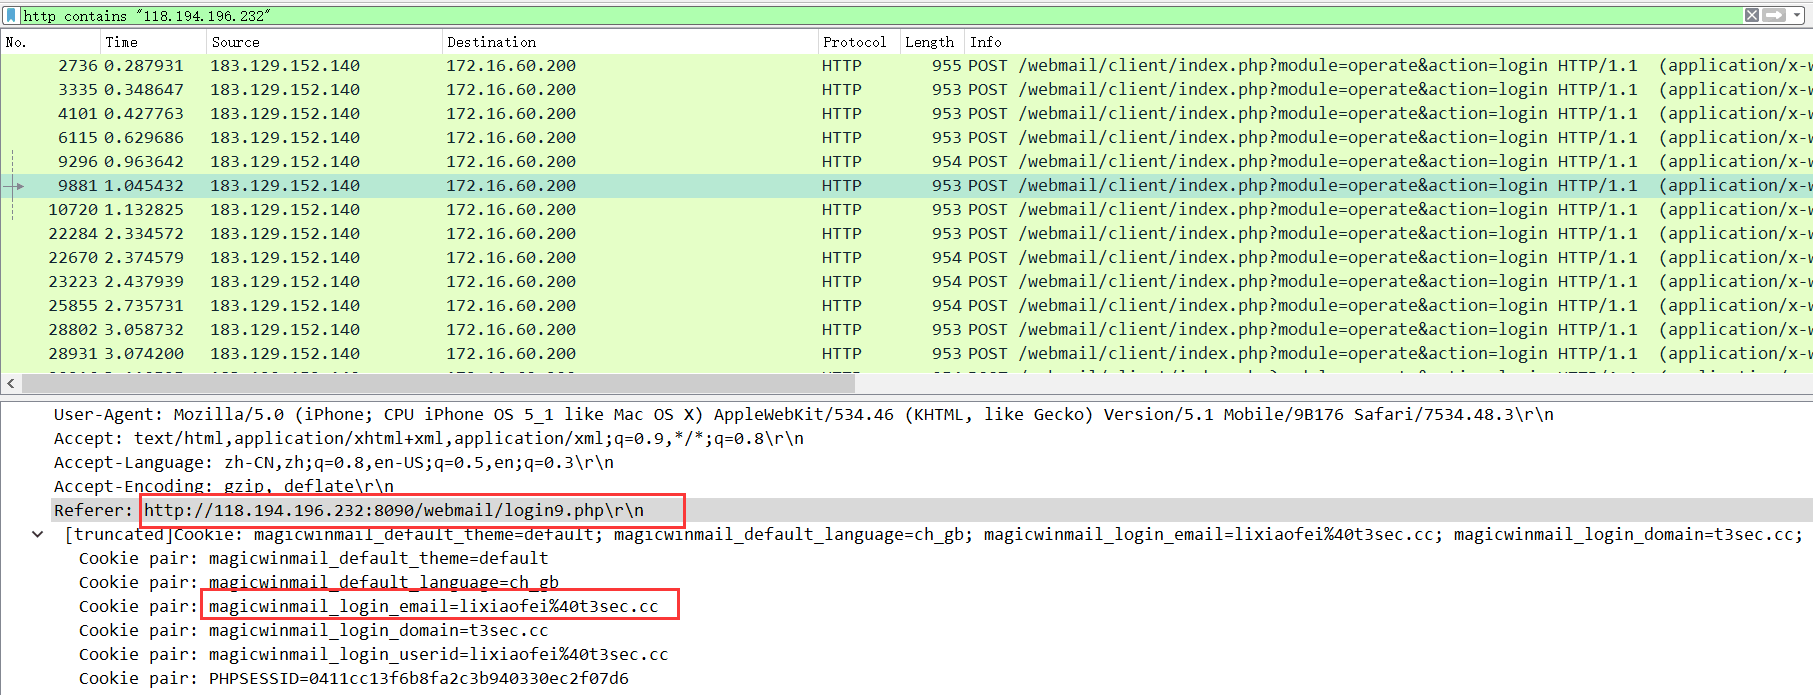 http contains "118.194.196.232"
No. Time Source Destination Protocol Length Info
2736 0.287931 183.129.152.140 172.16.60.200 HTTP 955 POST /webmail/client/index.php?module=operate&action=login HTTP/1.1 (application/x-w
3335 0.348647 183.129.152.140 172.16.60.200 HTTP 953 POST /webmail/client/index.php?module=operate&action=login HTTP/1.1 (application/x-w
4101 0.427763 183.129.152.140 172.16.60.200 HTTP 953 POST /webmail/client/index.php?module=operate&action=login HTTP/1.1 (application/x-w
6115 0.629686 183.129.152.140 172.16.60.200 HTTP 953 POST /webmail/client/index.php?module=operate&action=login HTTP/1.1 (application/x-w
9296 0.963642 183.129.152.140 172.16.60.200 HTTP 954 POST /webmail/client/index.php?module=operate&action=login HTTP/1.1 (application/x-w
9881 1.045432 183.129.152.140 172.16.60.200 HTTP 953 POST /webmail/client/index.php?module=operate&action=login HTTP/1.1 (application/x-w
10720 1.132825 183.129.152.140 172.16.60.200 HTTP 953 POST /webmail/client/index.php?module=operate&action=login HTTP/1.1 (application/x-w
22284 2.334572 183.129.152.140 172.16.60.200 HTTP 953 POST /webmail/client/index.php?module=operate&action=login HTTP/1.1 (application/x-w
22670 2.374579 183.129.152.140 172.16.60.200 HTTP 954 POST /webmail/client/index.php?module=operate&action=login HTTP/1.1 (application/x-w
23223 2.437939 183.129.152.140 172.16.60.200 HTTP 954 POST /webmail/client/index.php?module=operate&action=login HTTP/1.1 (application/x-w
25855 2.735731 183.129.152.140 172.16.60.200 HTTP 954 POST /webmail/client/index.php?module=operate&action=login HTTP/1.1 (application/x-w
28802 3.058732 183.129.152.140 172.16.60.200 HTTP 953 POST /webmail/client/index.php?module=operate&action=login HTTP/1.1 (application/x-w
28931 3.074200 183.129.152.140 172.16.60.200 HTTP 953 POST /webmail/client/index.php?module=operate&action=login HTTP/1.1 (application/x-w
User-Agent: Mozilla/5.0 (iPhone; CPU iPhone OS 5_1 like Mac OS X) AppleWebKit/534.46 (KHTML, like Gecko) Version/5.1 Mobile/9B176 Safari/7534.48.3\r\n
Accept: text/html,application/xhtml+xml,application/xml;q=0.9,*/*;q=0.8\r\n
Accept-Language: zh-CN,zh;q=0.8,en-US;q=0.5,en;q=0.3\r\n
Accept-Encoding: gzip, deflate\r\n
Referer: http://118.194.196.232:8090/webmail/login9.php\r\n
[truncated]Cookie: magicwinmail_default_theme=default; magicwinmail_default_language=ch_gb; magicwinmail_login_email=lixiaofei%40t3sec.cc; magicwinmail_login_domain=t3sec.cc;
Cookie pair: magicwinmail_default_theme=default
Cookie pair: magicwinmail_default_language=ch_gb
Cookie pair: magicwinmail_login_email=lixiaofei%40t3sec.cc
Cookie pair: magicwinmail_login_domain=t3sec.cc
Cookie pair: magicwinmail_login_userid=lixiaofei%40t3sec.cc
Cookie pair: PHPSESSID=0411cc13f6b8fa2c3b940330ec2f07d6